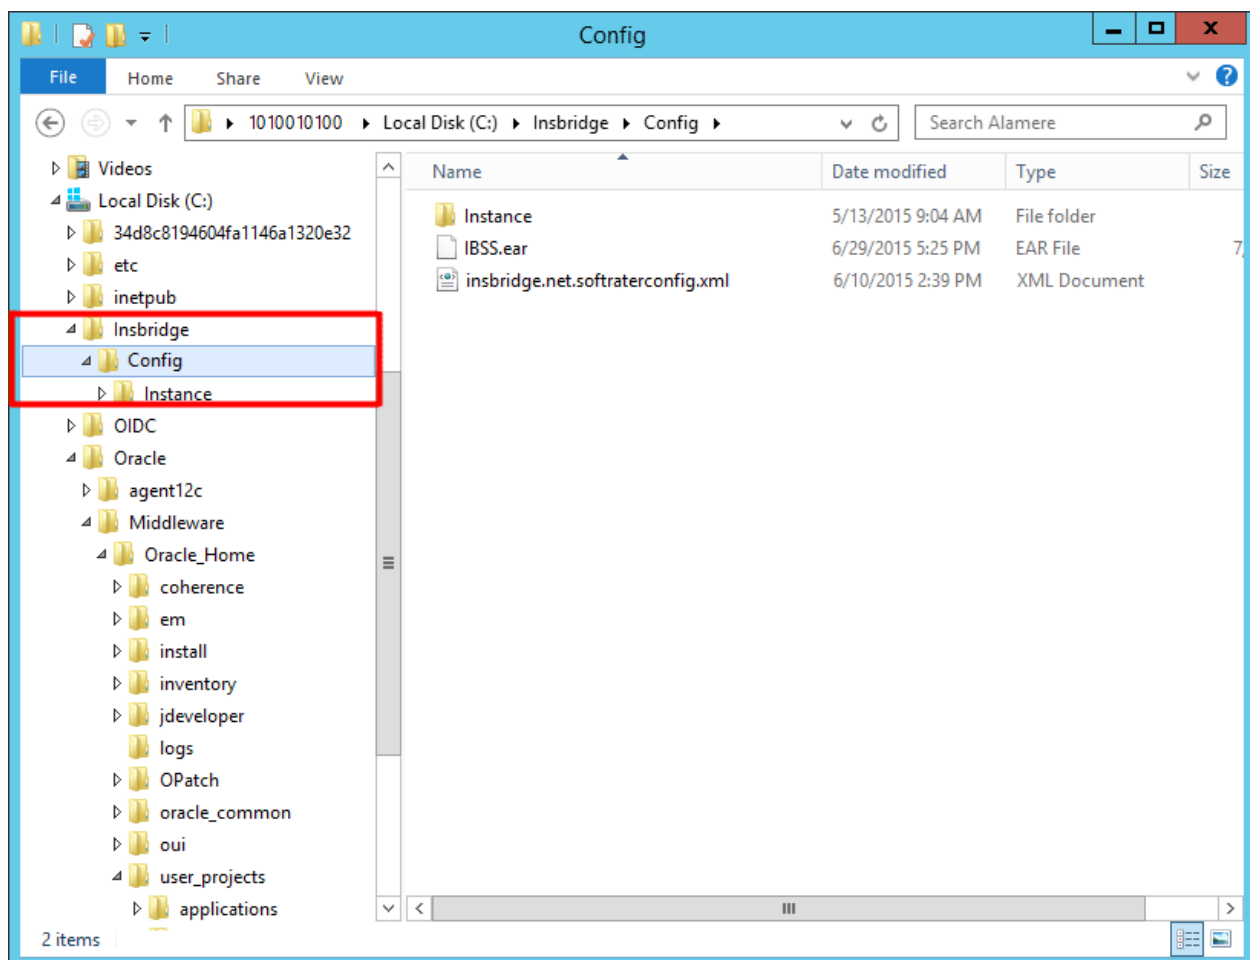 Config
File Home Share View
1010010100 Local Disk (C:) Insbridge Config Search Alamere
Name Date modified Type Size
Videos
Local Disk (C:)
34d8c8194604fa1146a1320e32
etc
inetpub
Insbridge
Config
Instance
OIDC
Oracle
agent12c
Middleware
Oracle_Home
coherence
em
install
inventory
jdeveloper
logs
OPatch
oracle_common
oui
user_projects
applications
Instance 5/13/2015 9:04 AM File folder
IBSS.ear 6/29/2015 5:25 PM EAR File 7,
insbridge.net.softraterconfig.xml 6/10/2015 2:39 PM XML Document
2 items